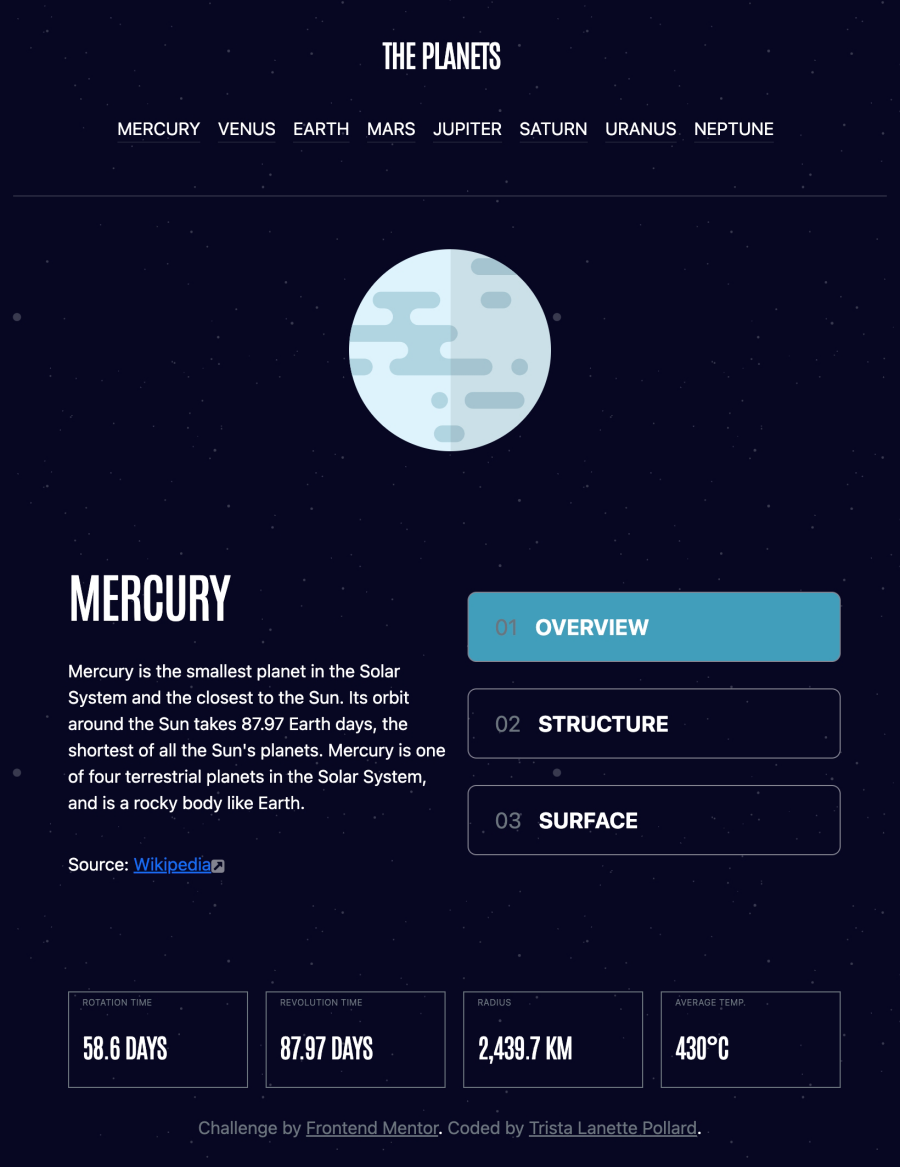 THE PLANETS
MERCURY VENUS EARTH MARS JUPITER SATURN URANUS NEPTUNE
MERCURY
Mercury is the smallest planet in the Solar
System and the closest to the Sun. Its orbit
around the Sun takes 87.97 Earth days, the
shortest of all the Sun's planets. Mercury is one
of four terrestrial planets in the Solar System,
and is a rocky body like Earth.
Source: Wikipedia
01 OVERVIEW
02 STRUCTURE
03 SURFACE
ROTATION TIME
58.6 DAYS
REVOLUTION TIME
87.97 DAYS
RADIUS
2,439.7 KM
AVERAGE TEMP.
430°C
Challenge by Frontend Mentor. Coded by Trista Lanette Pollard.